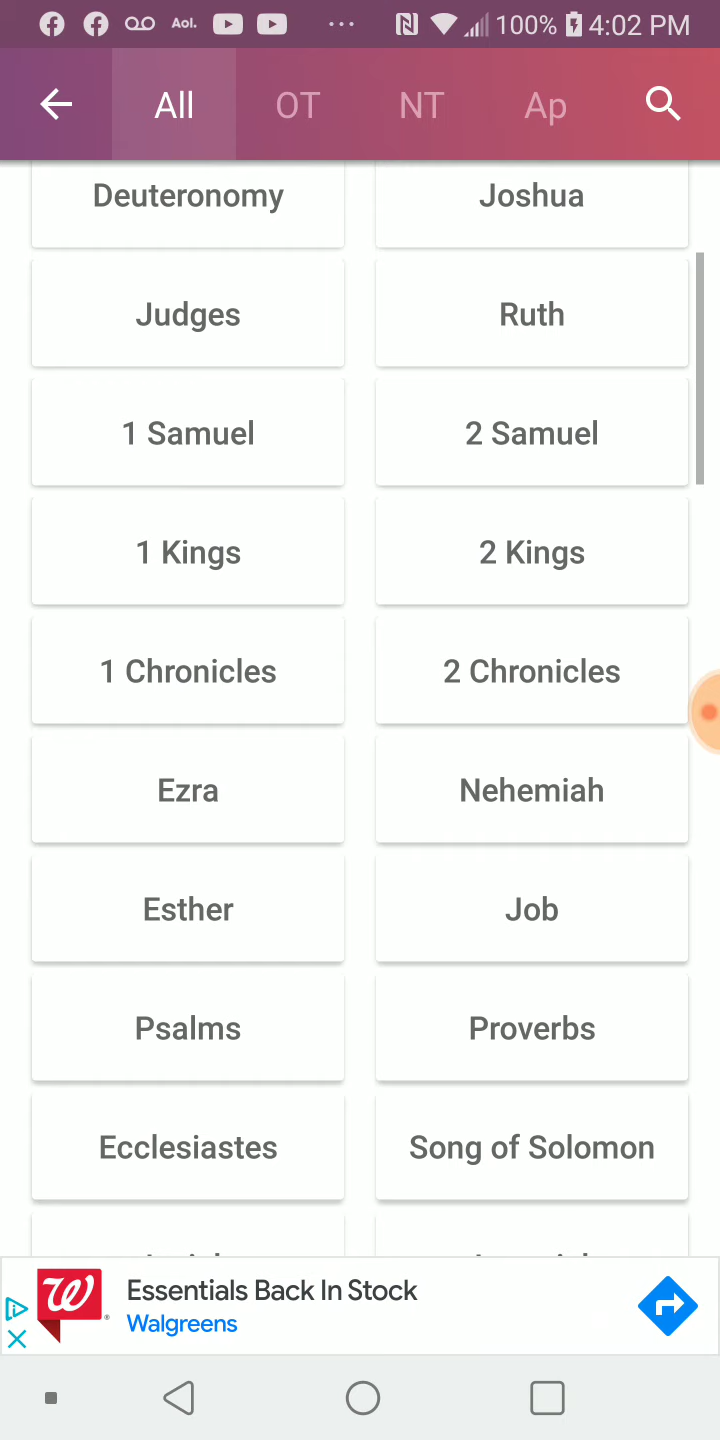 Aol. 100% 4:02 PM
All OT NT Ap
Deuteronomy Joshua
Judges Ruth
1 Samuel 2 Samuel
1 Kings 2 Kings
1 Chronicles 2 Chronicles
Ezra Nehemiah
Esther Job
Psalms Proverbs
Ecclesiastes Song of Solomon
Essentials Back In Stock
Walgreens